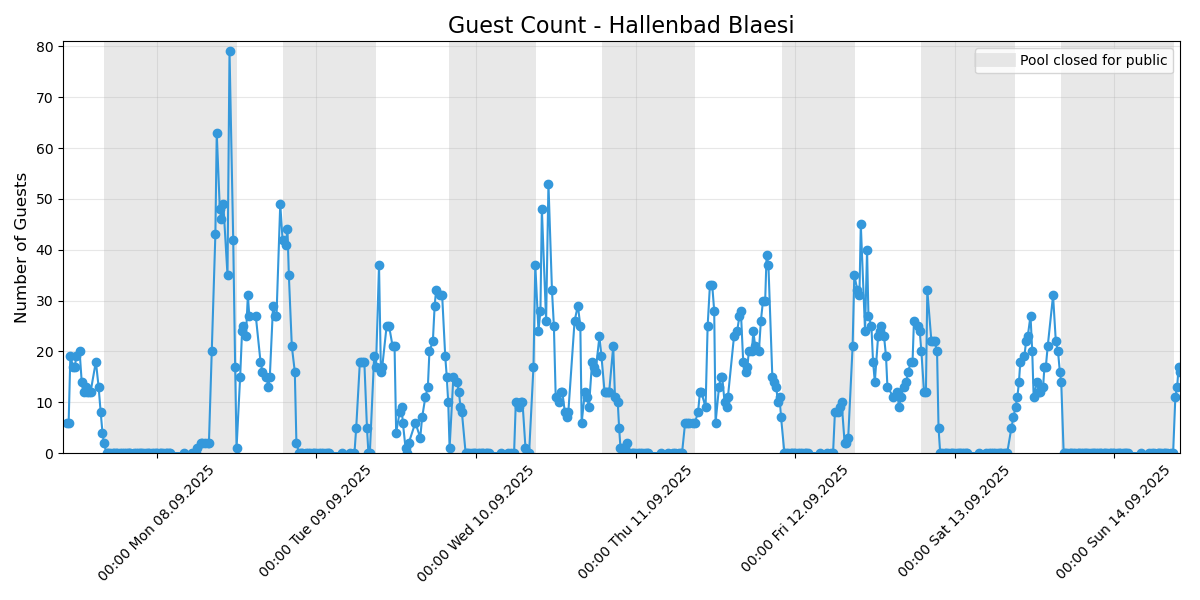 Guest Count - Hallenbad Blaesi
Pool closed for public
Number of Guests
80
70
60
50
40
30
20
10
0
00:00 Mon 08.09.2025
00:00 Tue 09.09.2025
00:00 Wed 10.09.2025
00:00 Thu 11.09.2025
00:00 Fri 12.09.2025
00:00 Sat 13.09.2025
00:00 Sun 14.09.2025